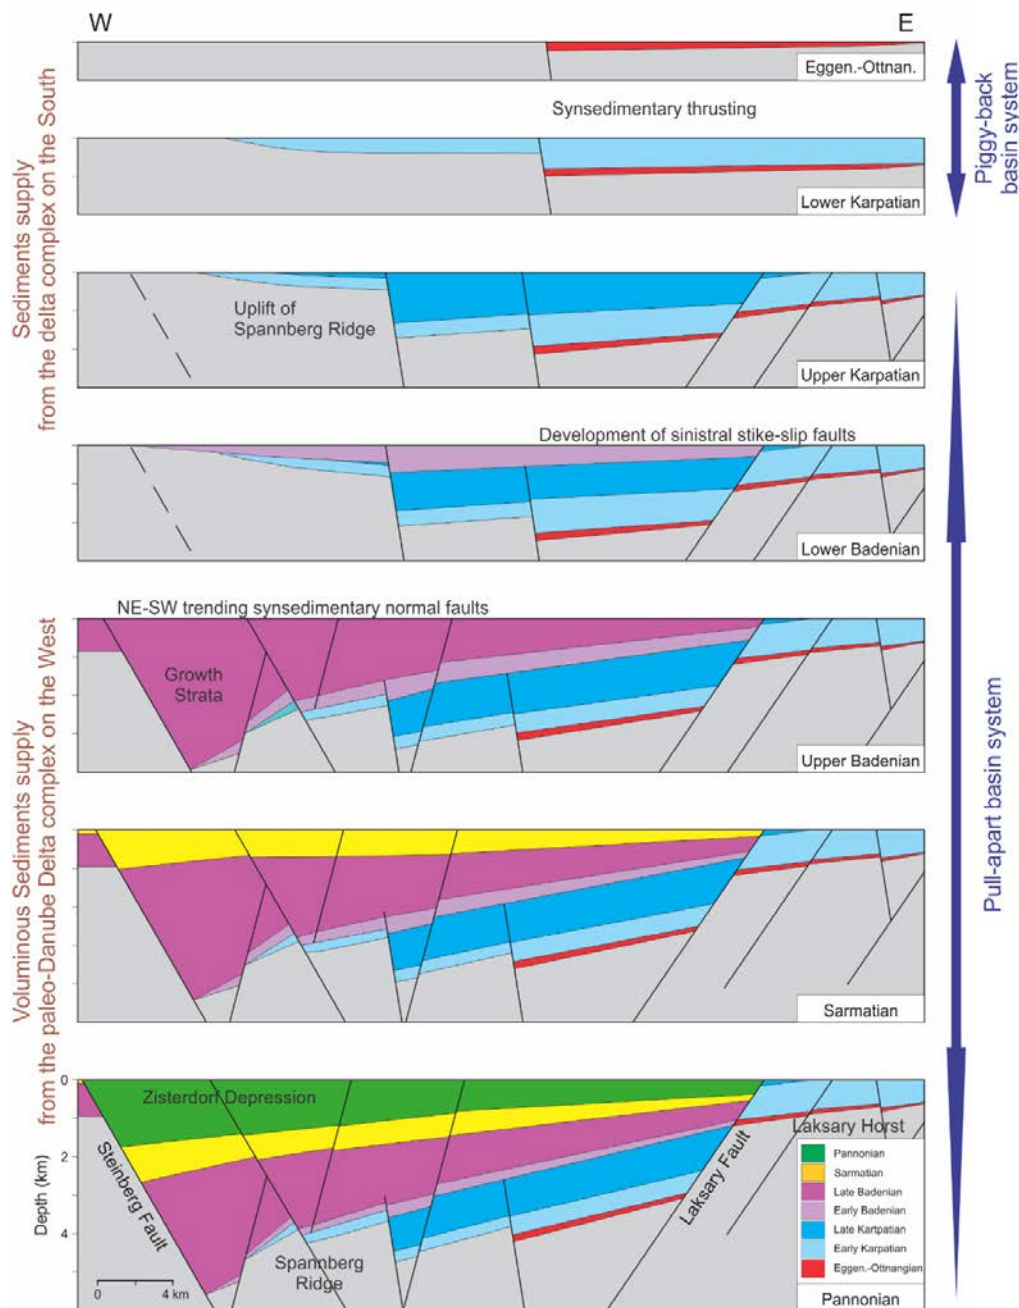 W
E
Eggen.-Ottnan.
Synsedimentary thrusting
Lower Karpatian
Piggy-back
basin system
Sediments supply
from the delta complex on the South
Uplift of
Spannberg Ridge
Upper Karpatian
Development of sinistral stike-slip faults
Lower Badenian
NE-SW trending synsedimentary normal faults
Growth
Strata
Upper Badenian
Voluminous Sediments supply
from the paleo-Danube Delta complex on the West
Pull-apart basin system
Sarmatian
0
2
4
Depth (km)
Zisterdorf Depression
Steinberg Fault
Spannberg
Ridge
Laksary Fault
Laksary Horst
Pannonian
Sarmatian
Late Badenian
Early Badenian
Late Kartpatian
Early Karpatian
Eggen.-Ottnangian
0 4 km
Pannonian